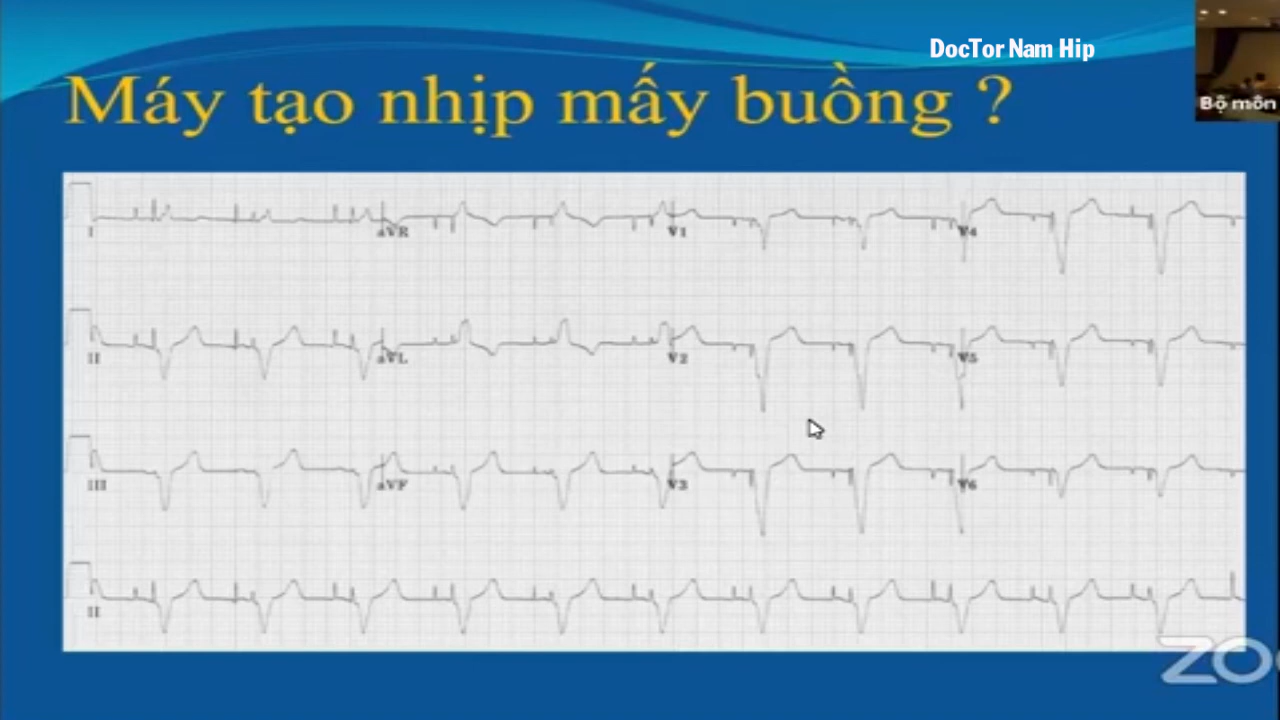 DocTor Nam Hip
Máy tạo nhịp mấy buồng ?
Bộ môn
I
aVR
V1
V4
II
aVL
V2
V5
III
aVF
V3
V6
II
ZO